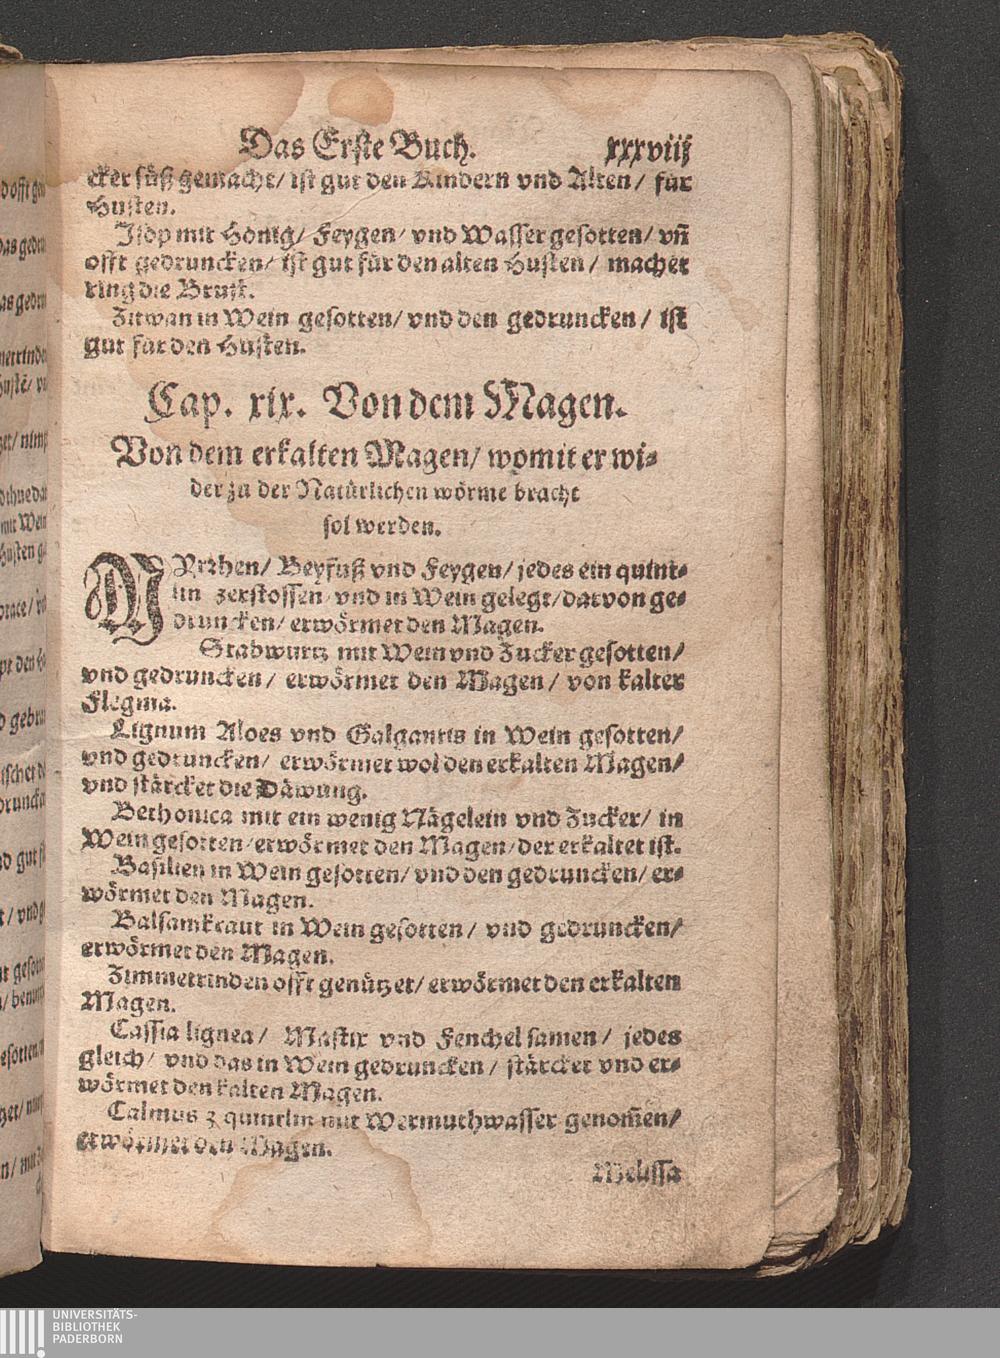 Das Erste Buch. xxxviij
cker süß gemacht/ ist gut den Kindern vnd Alten/ für
Husten.
Isop mit Hönig/ Feygen/ vnd Wasser gesotten/ vñ
offt gedruncken/ ist gut für den alten Husten/ machet
ring die Brust.
Zitwan in Wein gesotten/ vnd den gedruncken/ ist
gut für den Husten.
Cap. xix. Von dem Magen.
Von dem erkalten Magen/ womit er wi-
der zu der Natürlichen wörme bracht
sol werden.
MYrrhen/ Beyfuß vnd Feygen/ jedes ein quint-
lin zerstossen/ vnd in Wein gelegt/ darvon ge-
druncken/ erwörmet den Magen.
Stabwurtz mit Wein vnd Zucker gesotten/
vnd gedruncken/ erwörmet den Magen/ von kalter
Flegma.
Lignum Aloes vnd Galgantis in Wein gesotten/
vnd gedruncken/ erwörmet wol den erkalten Magen/
vnd stärcket die Däwung.
Bethonica mit ein wenig Nägelein vnd Zucker/ in
Wein gesotten/ erwörmet den Magen/ der erkaltet ist.
Basilien in Wein gesotten/ vnd den gedruncken/ er-
wörmet den Magen.
Balsamkraut in Wein gesotten/ vnd gedruncken/
erwörmet den Magen.
Zimmetrinden offt genützet/ erwörmet den erkalten
Magen.
Cassia lignea/ Mastix vnd Fenchel samen/ jedes
gleich/ vnd das in Wein gedruncken/ stärcket vnd er-
wörmet den kalten Magen.
Calmus ʒ quintlin mit Wermuthwasser genom̃en/
erwörmet den Magen.
Melissa
UNIVERSITÄTS-
BIBLIOTHEK
PADERBORN